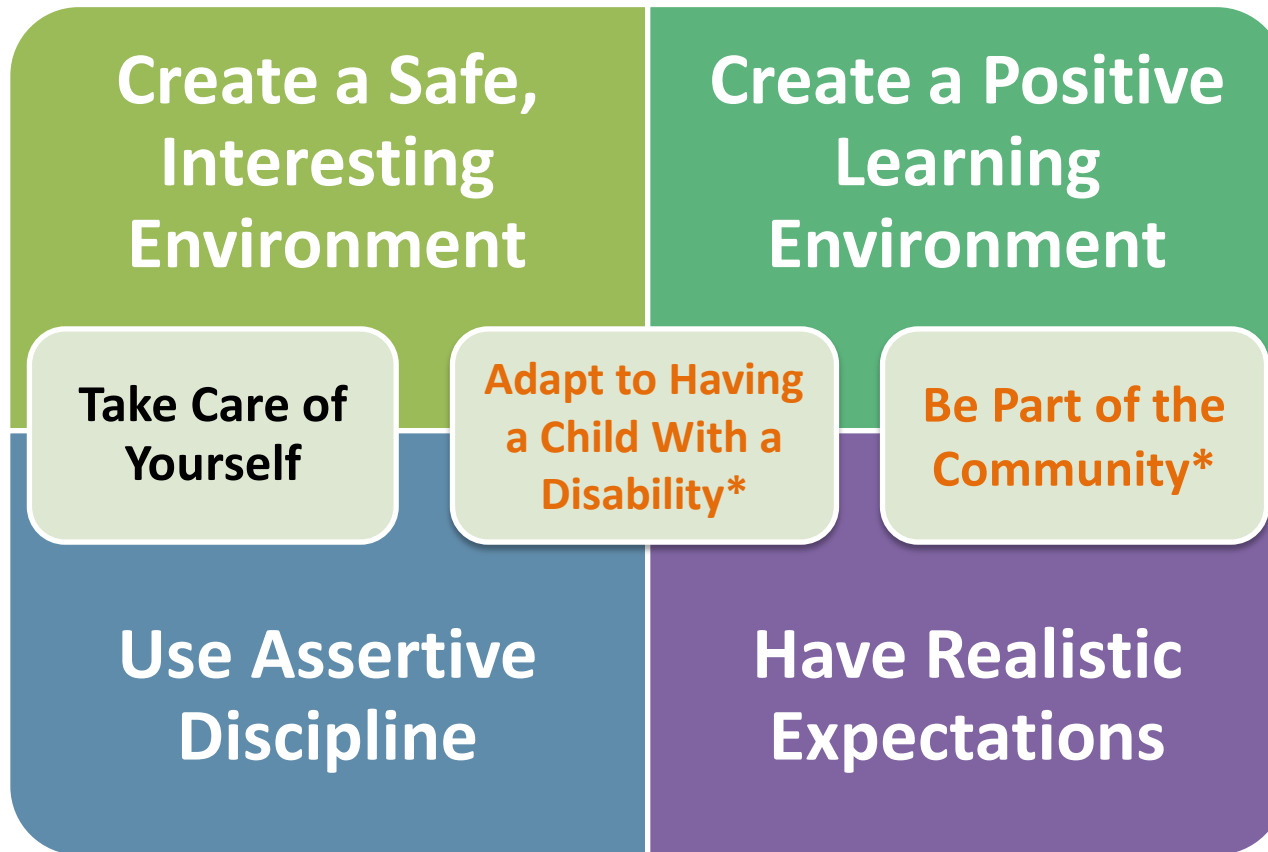 Create a Safe,
Interesting
Environment
Create a Positive
Learning
Environment
Take Care of
Yourself
Adapt to Having
a Child With a
Disability*
Be Part of the
Community*
Use Assertive
Discipline
Have Realistic
Expectations